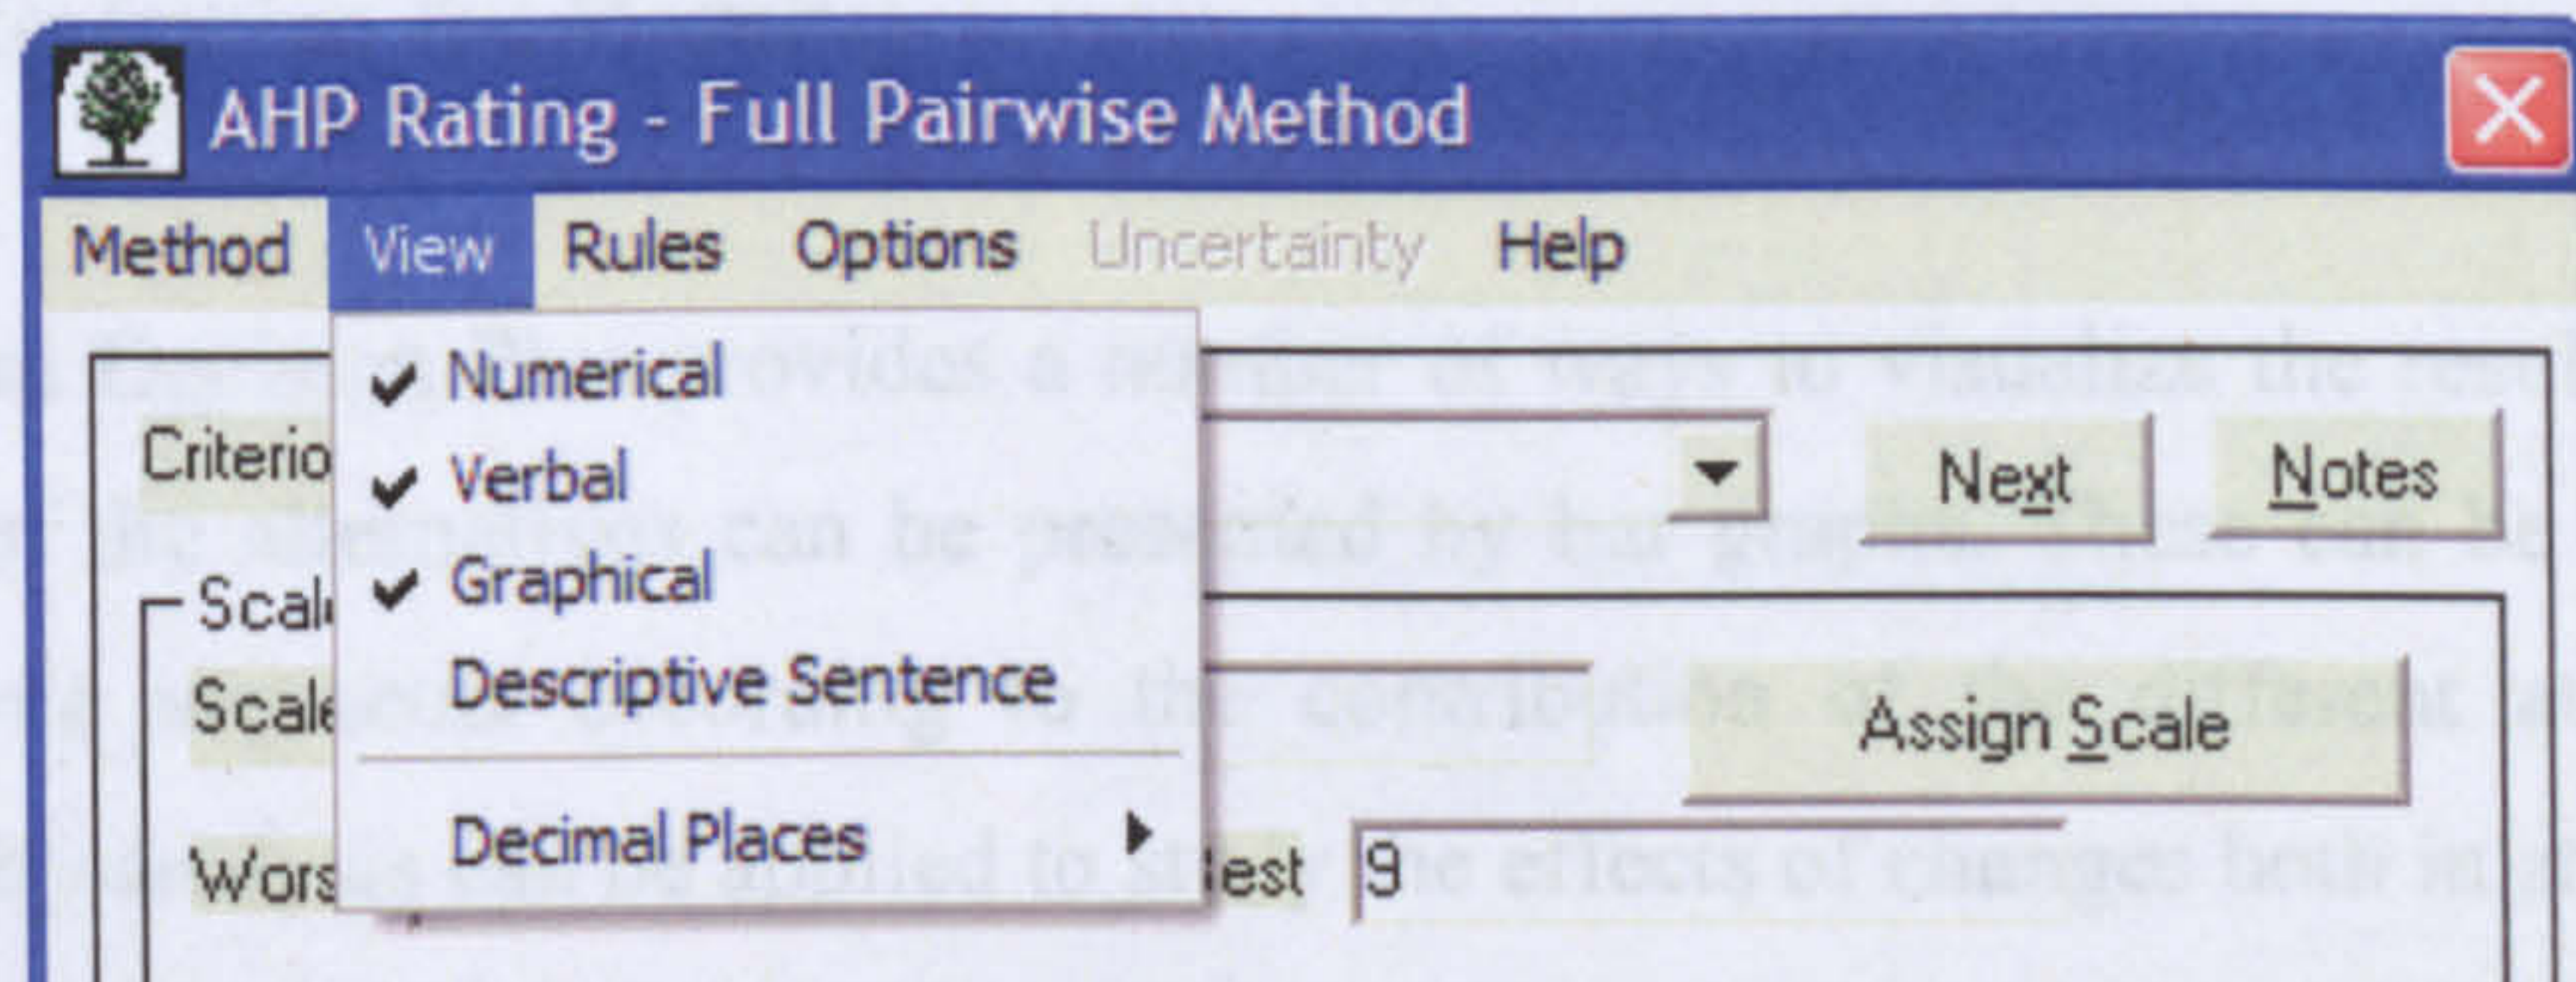 AHP Rating - Full Pairwise Method
Method View Rules Options Uncertainty Help
Numerical
Verbal
Graphical
Descriptive Sentence
Decimal Places
Criterio
Next Notes
Scal
Scale
Assign Scale
Wors
est 9